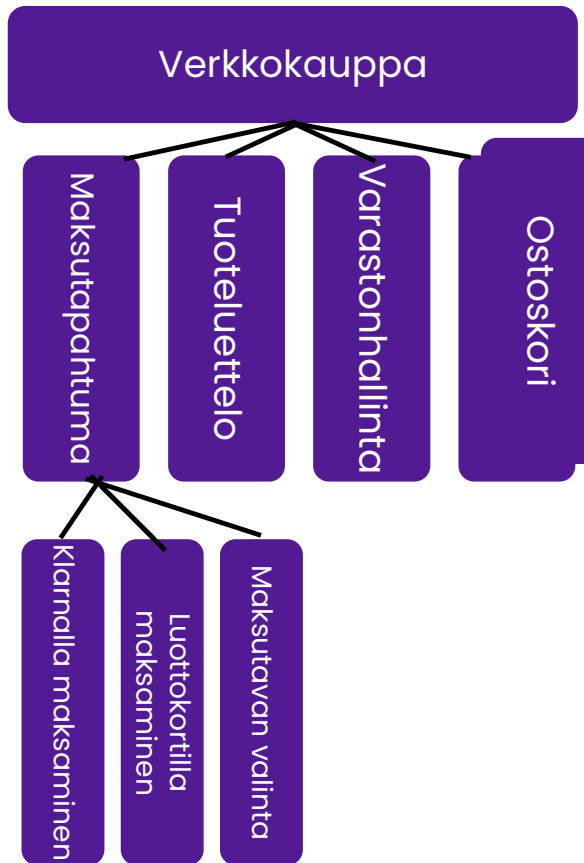 Verkkokauppa
Maksutapahtuma
Tuoteluettelo
Varastonhallinta
Ostoskori
Klarnalla maksaminen
Luottokortilla
maksaminen
Maksutavan valinta